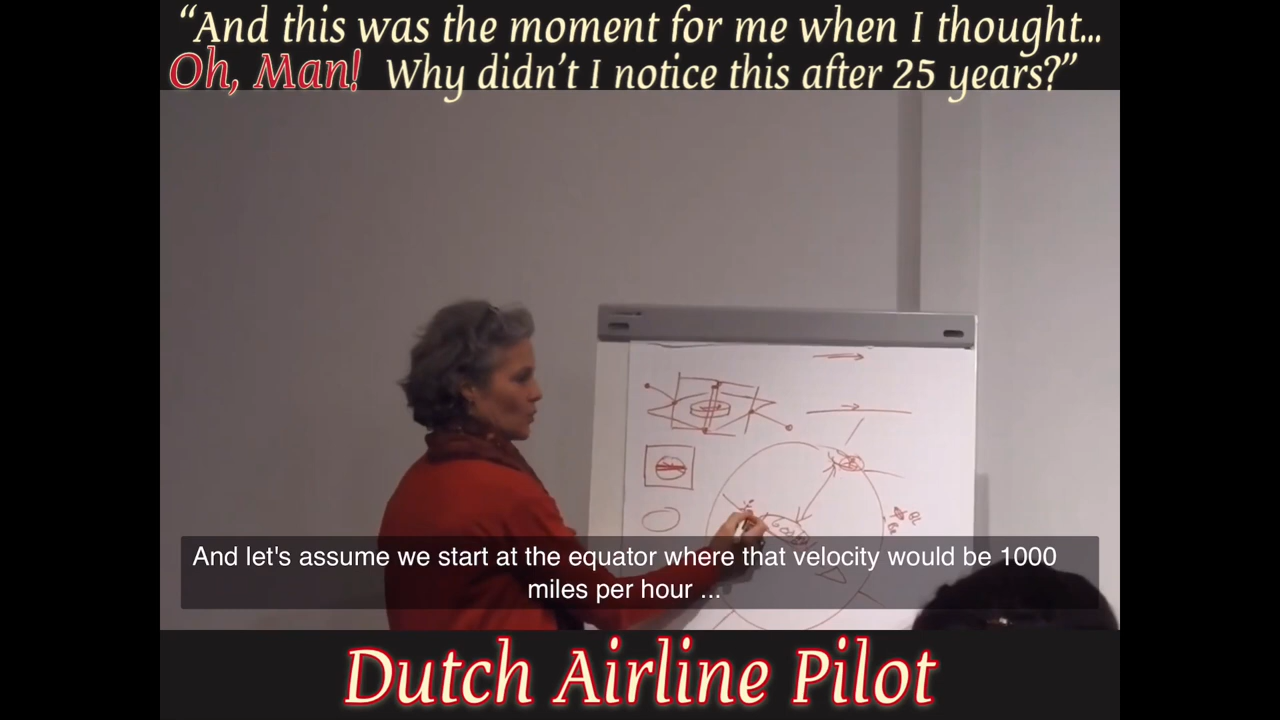 “And this was the moment for me when I thought...
Oh, Man! Why didn't I notice this after 25 years?”
And let's assume we start at the equator where that velocity would be 1000
miles per hour ...
Dutch Airline Pilot